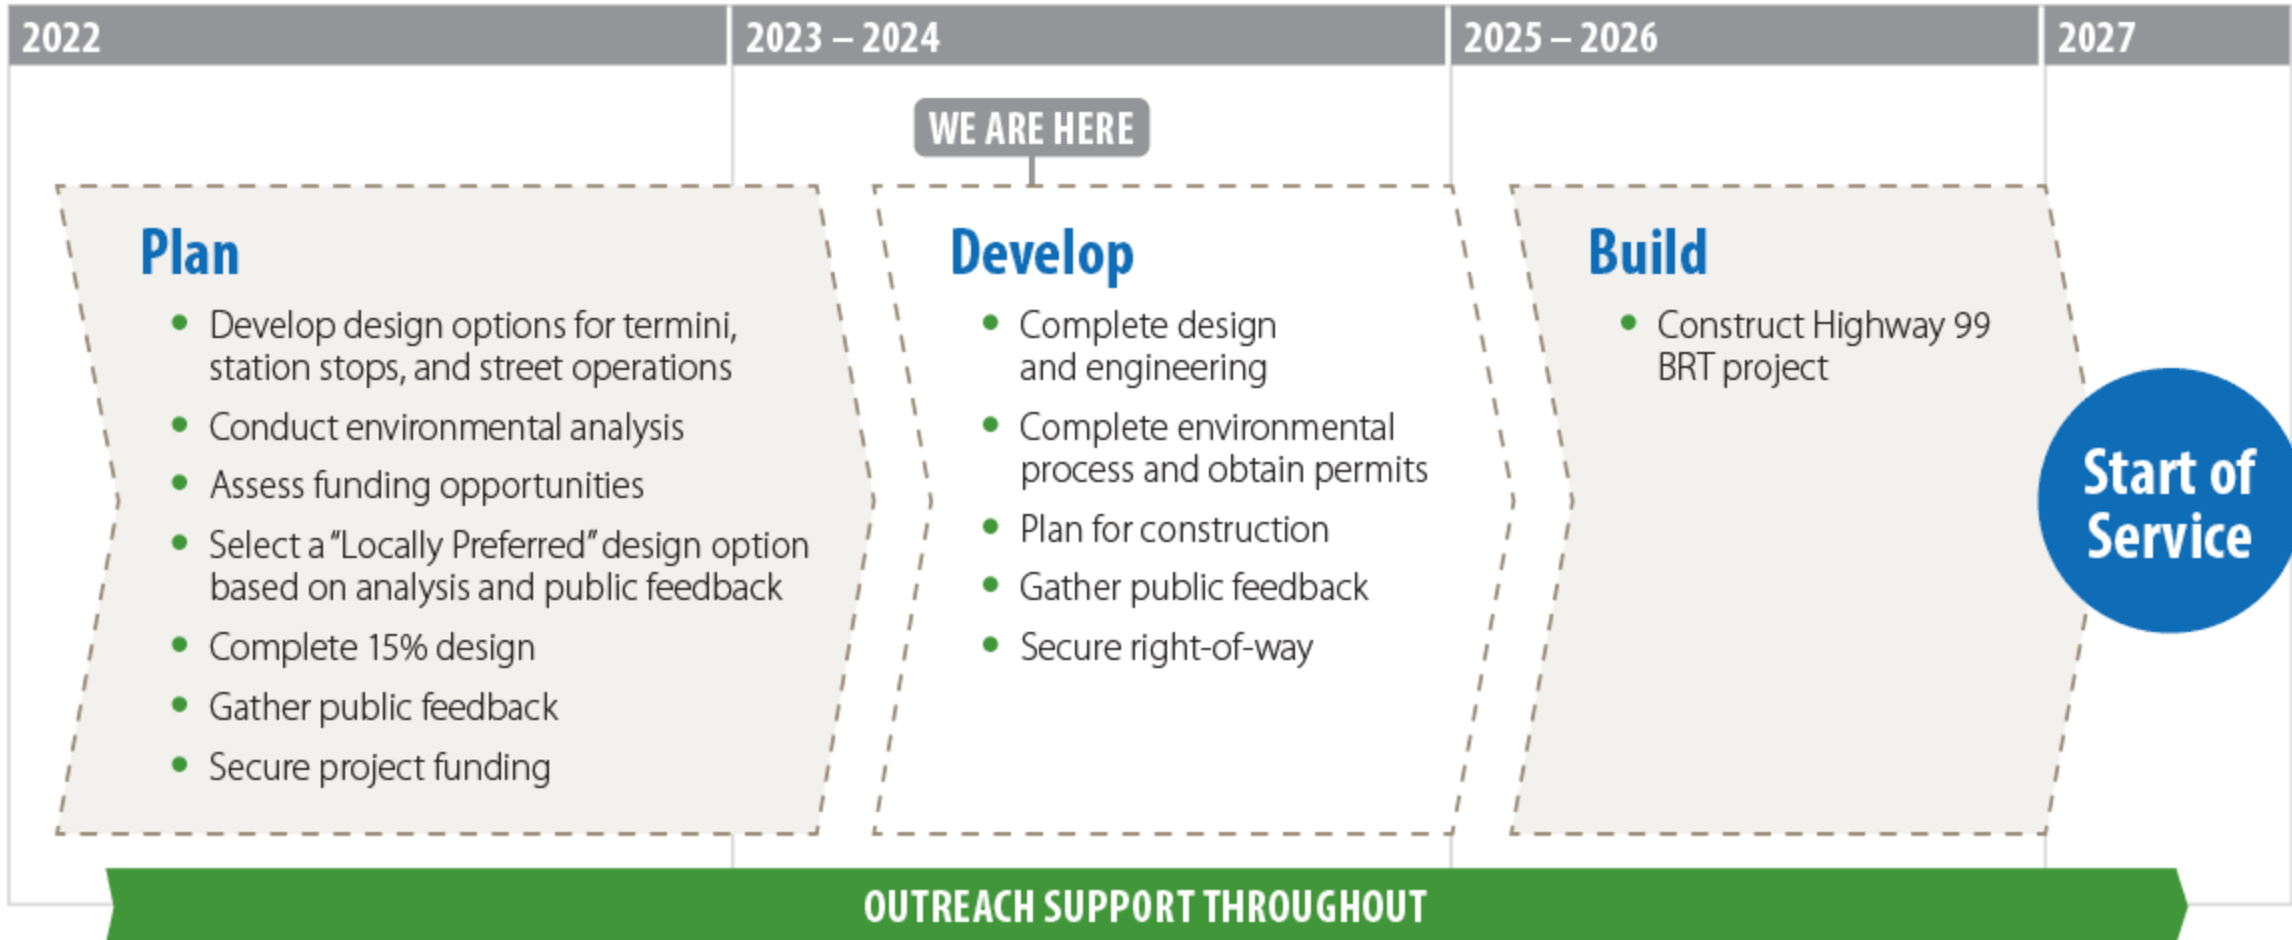 2022
2023 – 2024
2025 – 2026
2027
WE ARE HERE
Plan
• Develop design options for termini,
station stops, and street operations
• Conduct environmental analysis
• Assess funding opportunities
• Select a “Locally Preferred” design option
based on analysis and public feedback
• Complete 15% design
• Gather public feedback
• Secure project funding
Develop
• Complete design
and engineering
• Complete environmental
process and obtain permits
• Plan for construction
• Gather public feedback
• Secure right-of-way
Build
• Construct Highway 99
BRT project
Start of
Service
OUTREACH SUPPORT THROUGHOUT